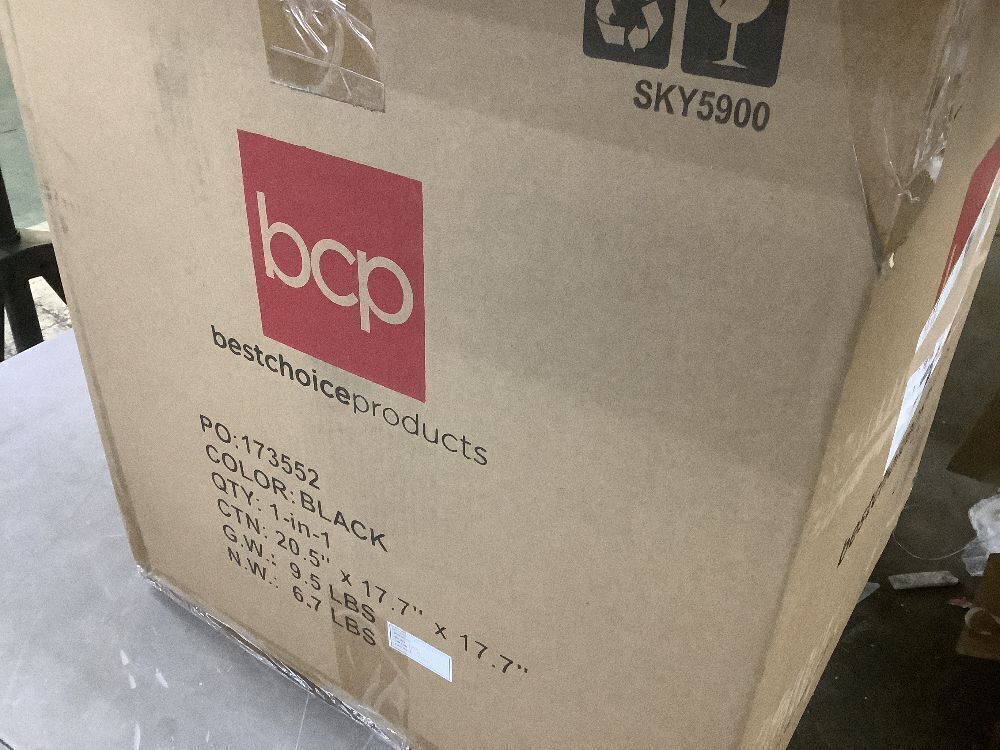 SKY5900
bcp
bestchoiceproducts
PO:173552
COLOR:BLACK
QTY: 1-in-1
CTN: 20.5" x 17.7" x 17.7"
G.W.: 9.5 LBS
N.W.: 6.7 LBS